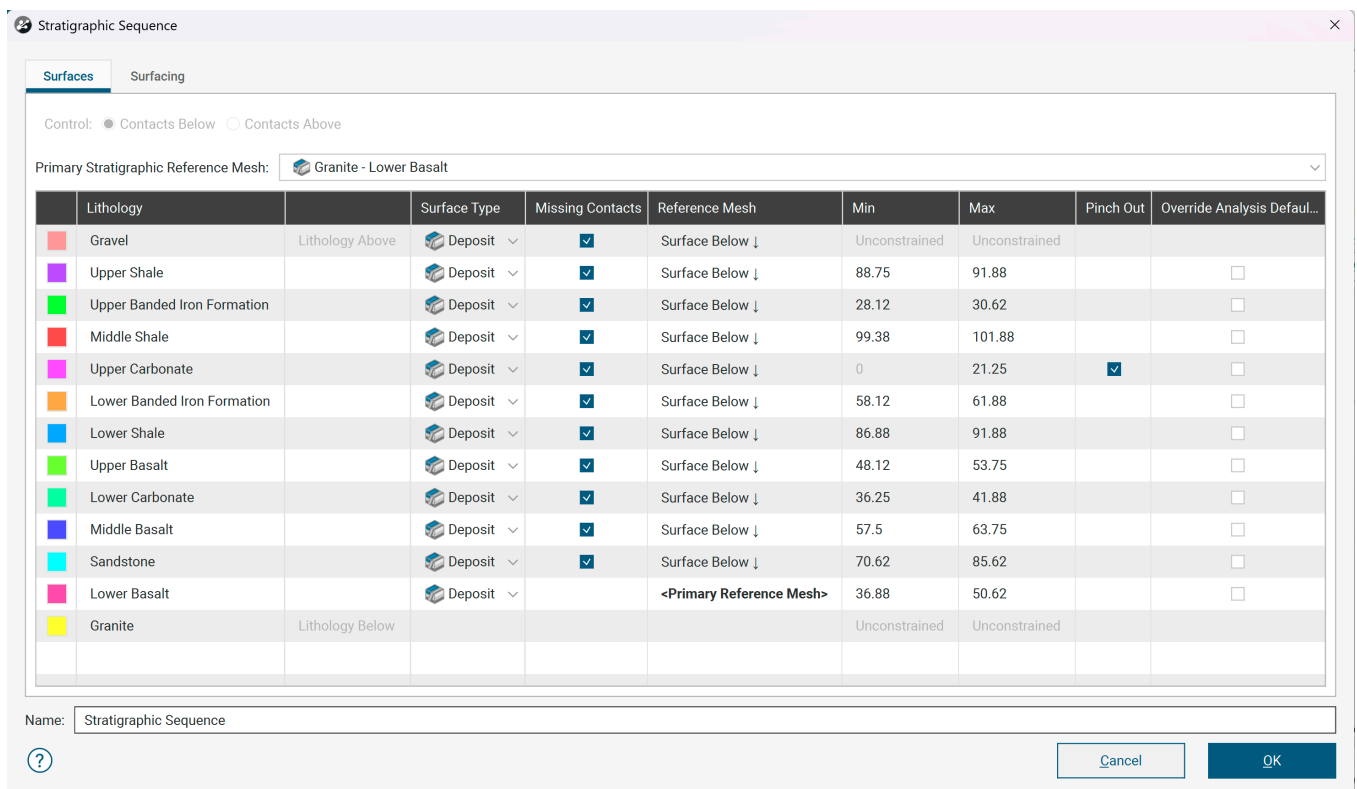 Stratigraphic Sequence
Surfaces Surfacing
Control: Contacts Below Contacts Above
Primary Stratigraphic Reference Mesh: Granite - Lower Basalt
Lithology Surface Type Missing Contacts Reference Mesh Min Max Pinch Out Override Analysis Defaul...
Gravel Lithology Above Deposit Surface Below ↓ Unconstrained Unconstrained
Upper Shale Deposit Surface Below ↓ 88.75 91.88
Upper Banded Iron Formation Deposit Surface Below ↓ 28.12 30.62
Middle Shale Deposit Surface Below ↓ 99.38 101.88
Upper Carbonate Deposit Surface Below ↓ 0 21.25
Lower Banded Iron Formation Deposit Surface Below ↓ 58.12 61.88
Lower Shale Deposit Surface Below ↓ 86.88 91.88
Upper Basalt Deposit Surface Below ↓ 48.12 53.75
Lower Carbonate Deposit Surface Below ↓ 36.25 41.88
Middle Basalt Deposit Surface Below ↓ 57.5 63.75
Sandstone Deposit Surface Below ↓ 70.62 85.62
Lower Basalt Deposit <Primary Reference Mesh> 36.88 50.62
Granite Lithology Below Unconstrained Unconstrained
Name: Stratigraphic Sequence
? Cancel OK